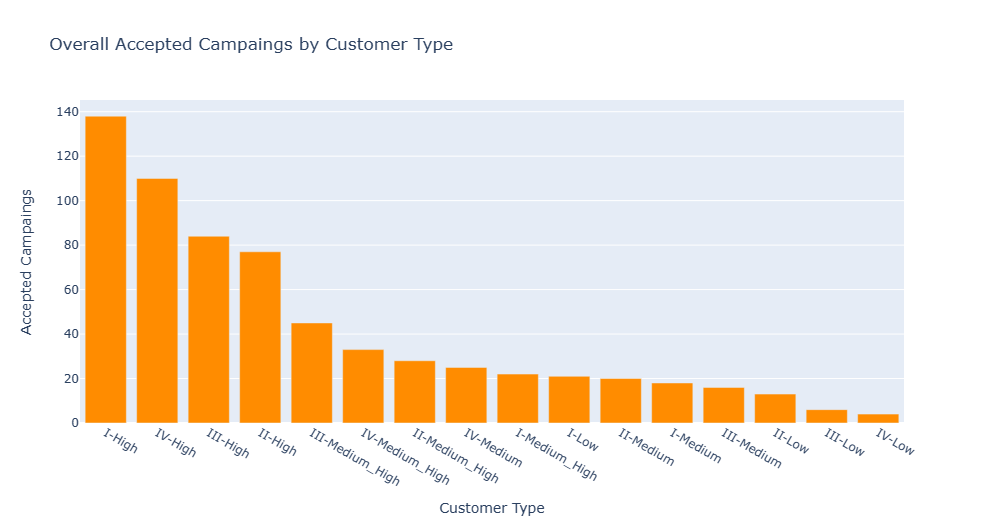 Overall Accepted Campaings by Customer Type
Accepted Campaings
140
120
100
80
60
40
20
0
I-High
IV-High
III-High
II-High
III-Medium_High
IV-Medium_High
II-Medium_High
IV-Medium
I-Medium_High
I-Low
II-Medium
I-Medium
III-Medium
II-Low
III-Low
IV-Low
Customer Type